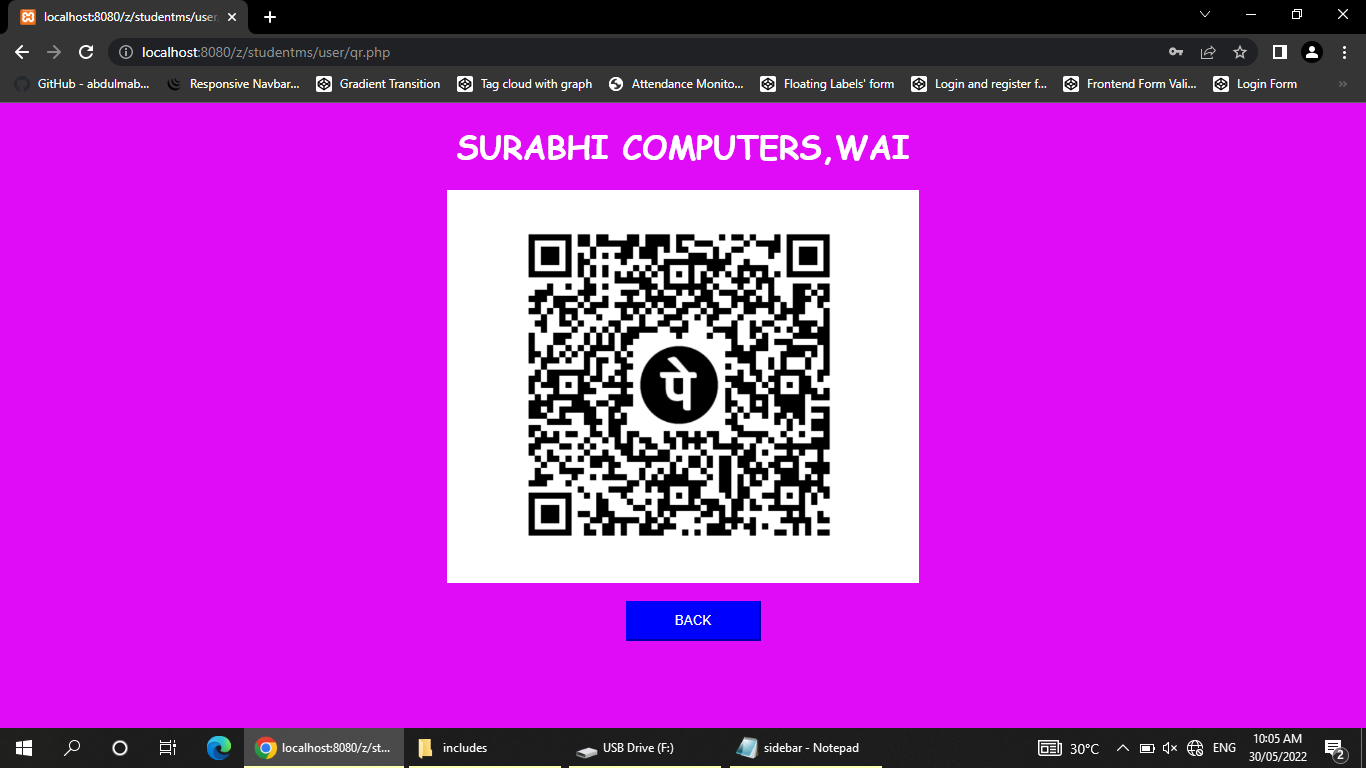 localhost:8080/z/studentms/user
localhost:8080/z/studentms/user/qr.php
GitHub - abdulmab... Responsive Navbar... Gradient Transition Tag cloud with graph Attendance Monito... Floating Labels' form Login and register f... Frontend Form Vali... Login Form
SURABHI COMPUTERS,WAI
पे
BACK
localhost:8080/z/st... includes USB Drive (F:) sidebar - Notepad 30°C ENG 10:05 AM
30/05/2022 2